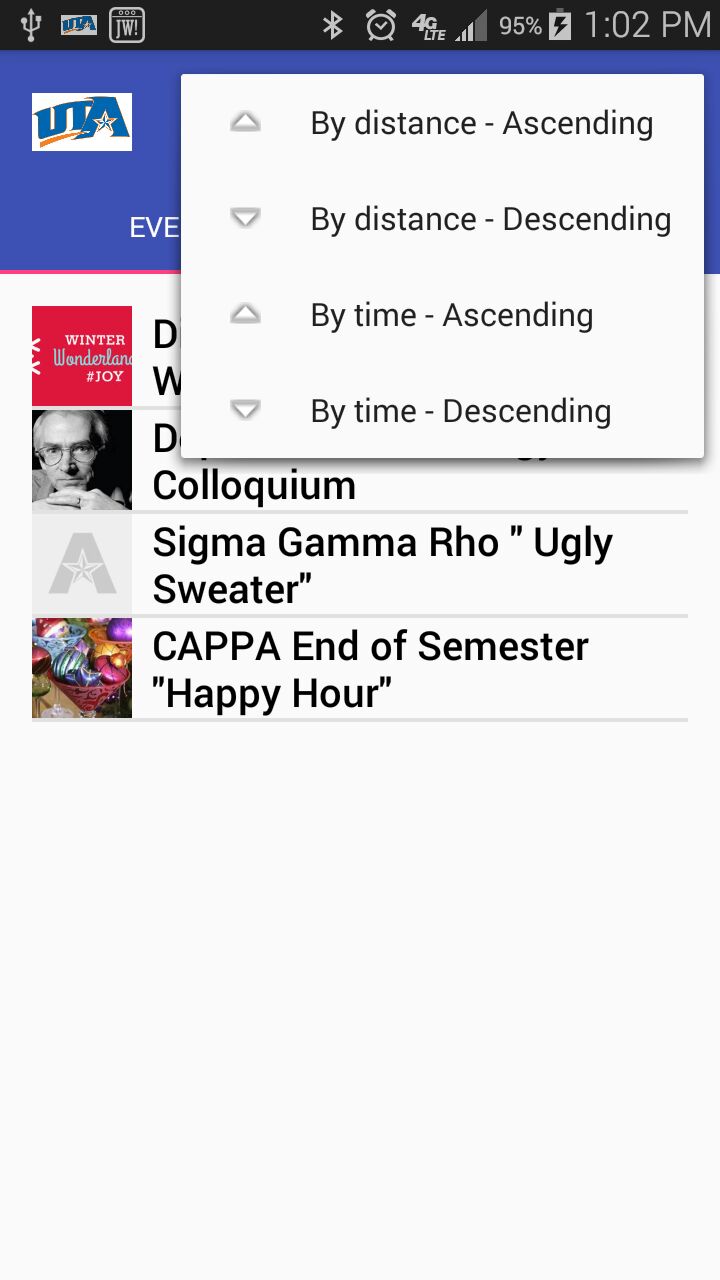 UTA
JW!
4G LTE
95%
1:02 PM
UTA
By distance - Ascending
By distance - Descending
EVE
By time - Ascending
By time - Descending
WINTER
Wonderland
#JOY
Colloquium
Sigma Gamma Rho " Ugly
Sweater"
CAPPA End of Semester
"Happy Hour"